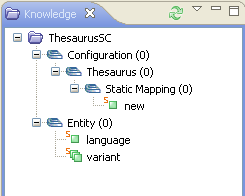 Knowledge
ThesaurusSC
Configuration (0)
Thesaurus (0)
Static Mapping (0)
S new
Entity (0)
S language
S variant